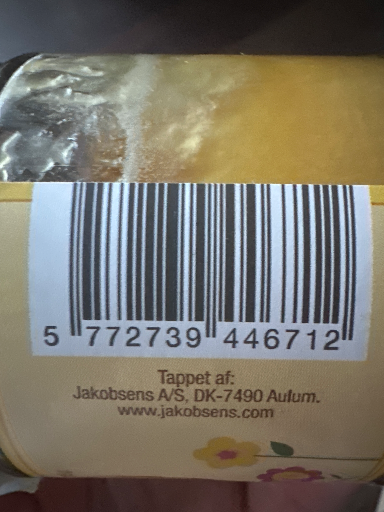 5 772739 446712
Tappet af:
Jakobsens A/S, DK-7490 Aulum.
www.jakobsens.com